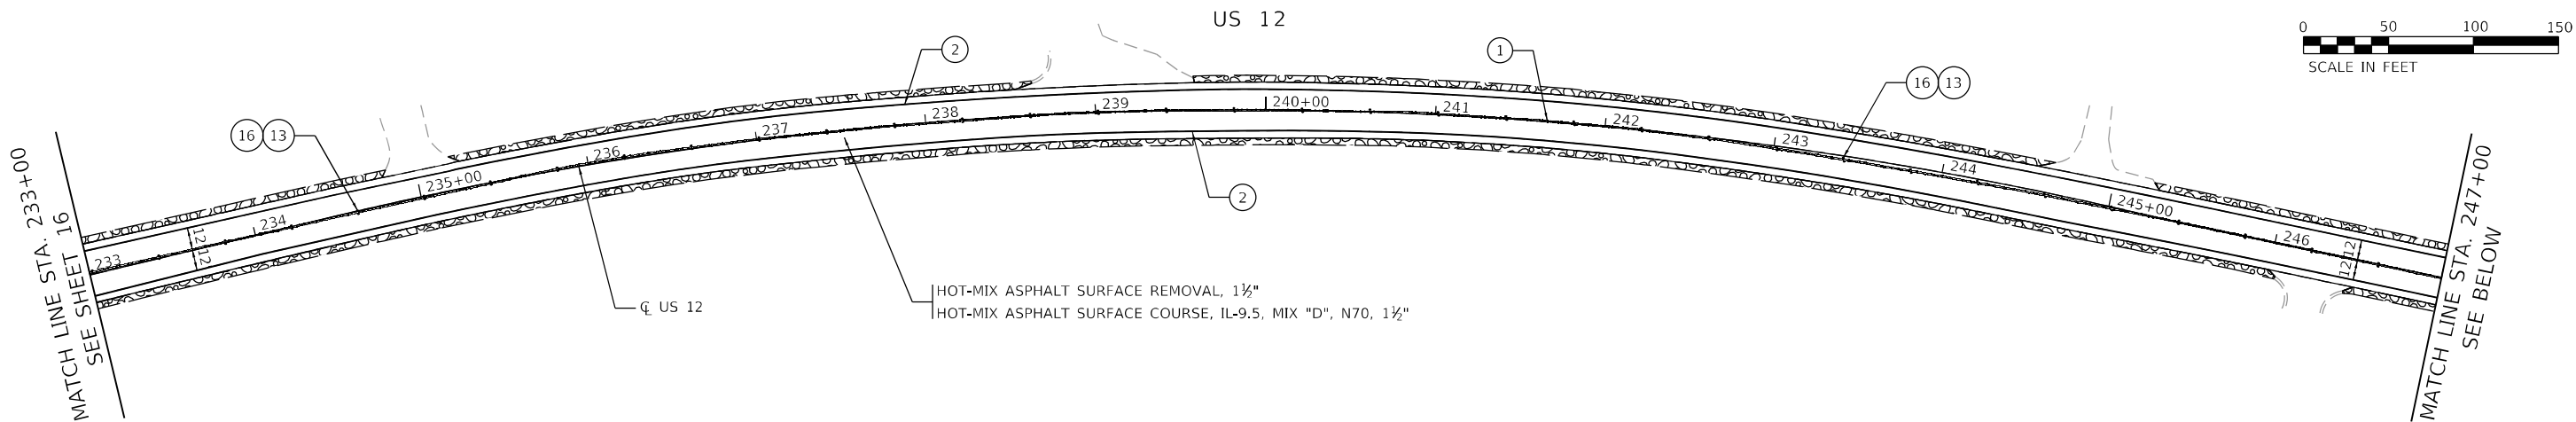 US 12
0 50 100 150
SCALE IN FEET
2
1
16 13
16 13
2
MATCH LINE STA. 233+00
SEE SHEET 16
233
234
235+00
236
237
238
239
240+00
241
242
243
244
245+00
246
12 12
12 12
MATCH LINE STA. 247+00
SEE BELOW
℄ US 12
HOT-MIX ASPHALT SURFACE REMOVAL, 1½"
HOT-MIX ASPHALT SURFACE COURSE, IL-9.5, MIX "D", N70, 1½"